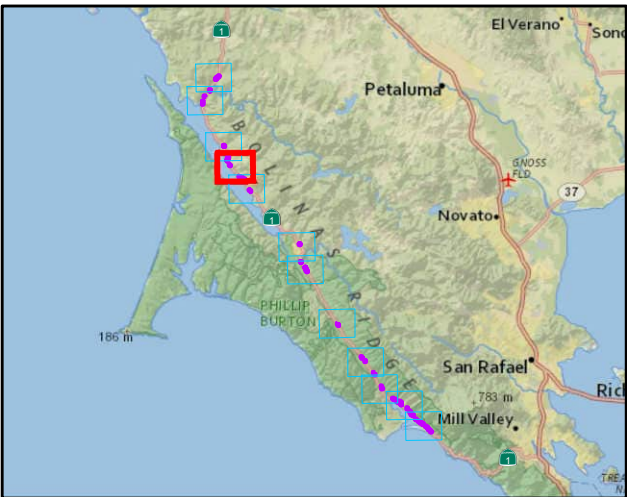 El Verano
Sono
1
Petaluma
BOLINAS RIDGE
GNOSS
FLD
37
Novato
1
PHILLIP
BURTON
186 m
San Rafael
Rich
783 m
Mill Valley
1
TREA
N